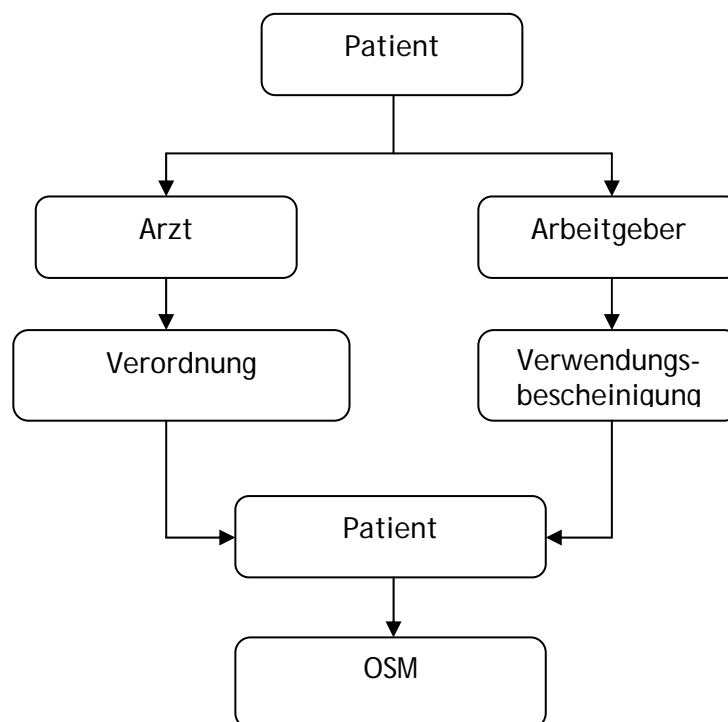 Patient
Arzt
Arbeitgeber
Verordnung
Verwendungs-
bescheinigung
Patient
OSM